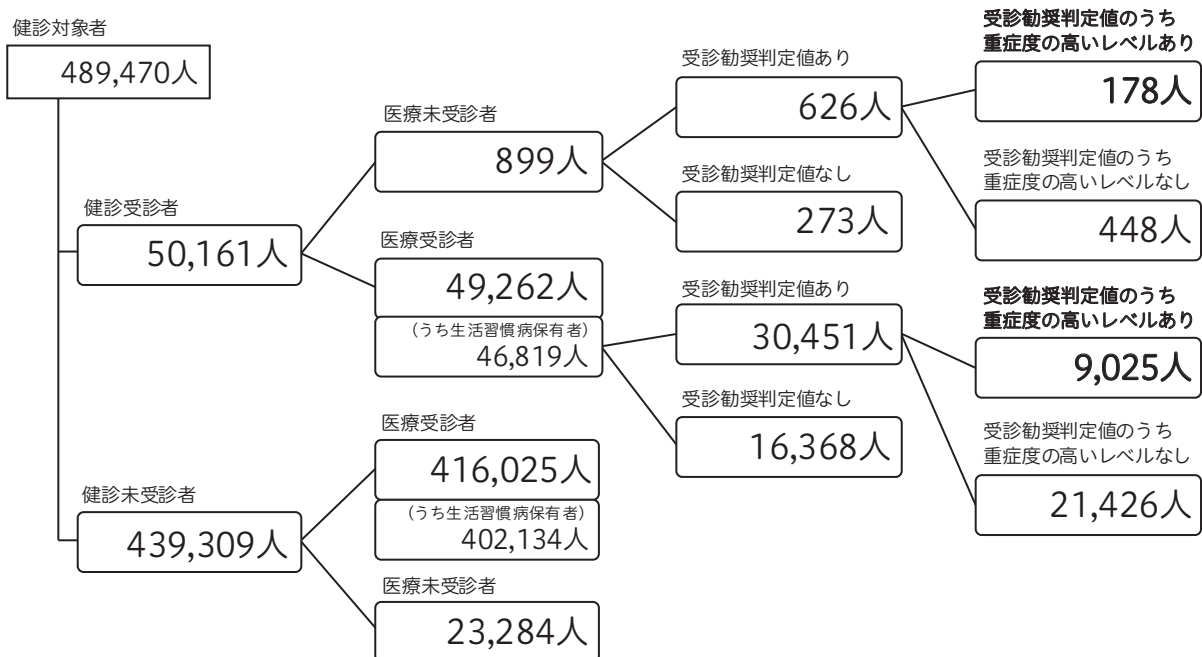 健診対象者
489,470人
健診受診者
50,161人
医療未受診者
899人
受診勧奨判定値あり
626人
受診勧奨判定値のうち
重症度の高いレベルあり
178人
受診勧奨判定値のうち
重症度の高いレベルなし
448人
受診勧奨判定値なし
273人
医療受診者
49,262人
(うち生活習慣病保有者)
46,819人
受診勧奨判定値あり
30,451人
受診勧奨判定値のうち
重症度の高いレベルあり
9,025人
受診勧奨判定値のうち
重症度の高いレベルなし
21,426人
受診勧奨判定値なし
16,368人
健診未受診者
439,309人
医療受診者
416,025人
(うち生活習慣病保有者)
402,134人
医療未受診者
23,284人